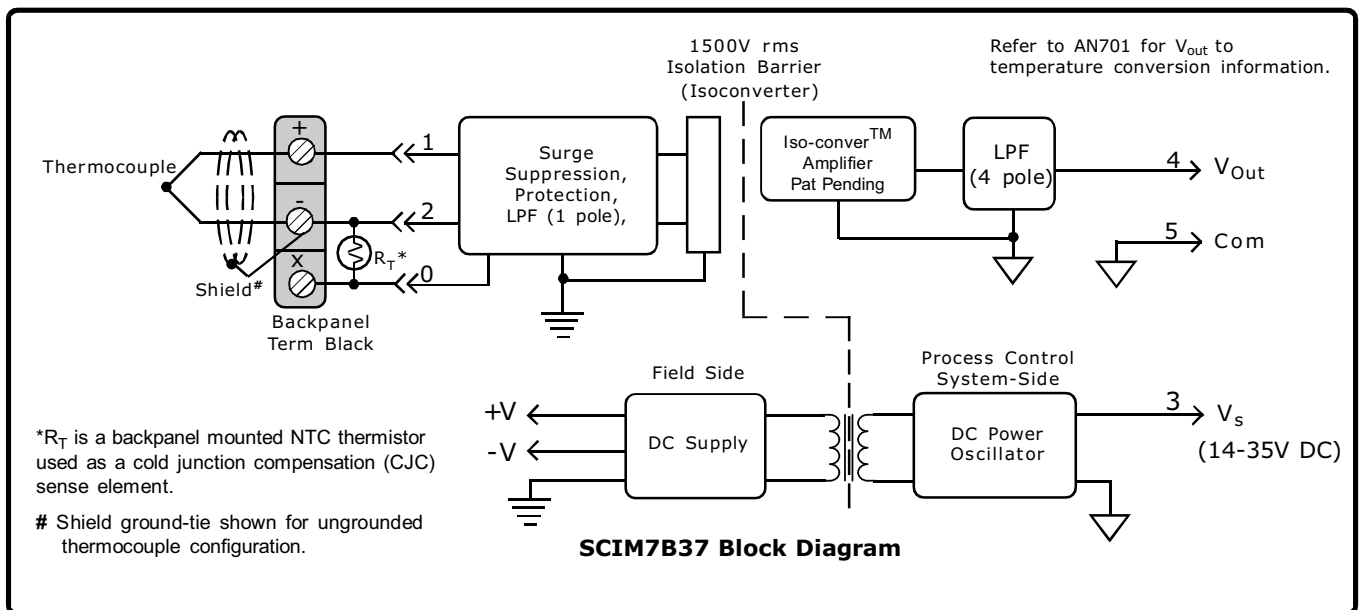 1500V rms
Isolation Barrier
(Isoconverter)
Refer to AN701 for Vout to
temperature conversion information.
Thermocouple
+
-
X
1
2
0
RT*
Shield#
Backpanel
Term Black
Surge
Suppression,
Protection,
LPF (1 pole),
Iso-conver™
Amplifier
Pat Pending
LPF
(4 pole)
4
VOut
5
Com
Field Side
+V
-V
DC Supply
Process Control
System-Side
DC Power
Oscillator
3
Vs
(14-35V DC)
*RT is a backpanel mounted NTC thermistor
used as a cold junction compensation (CJC)
sense element.
# Shield ground-tie shown for ungrounded
thermocouple configuration.
SCIM7B37 Block Diagram